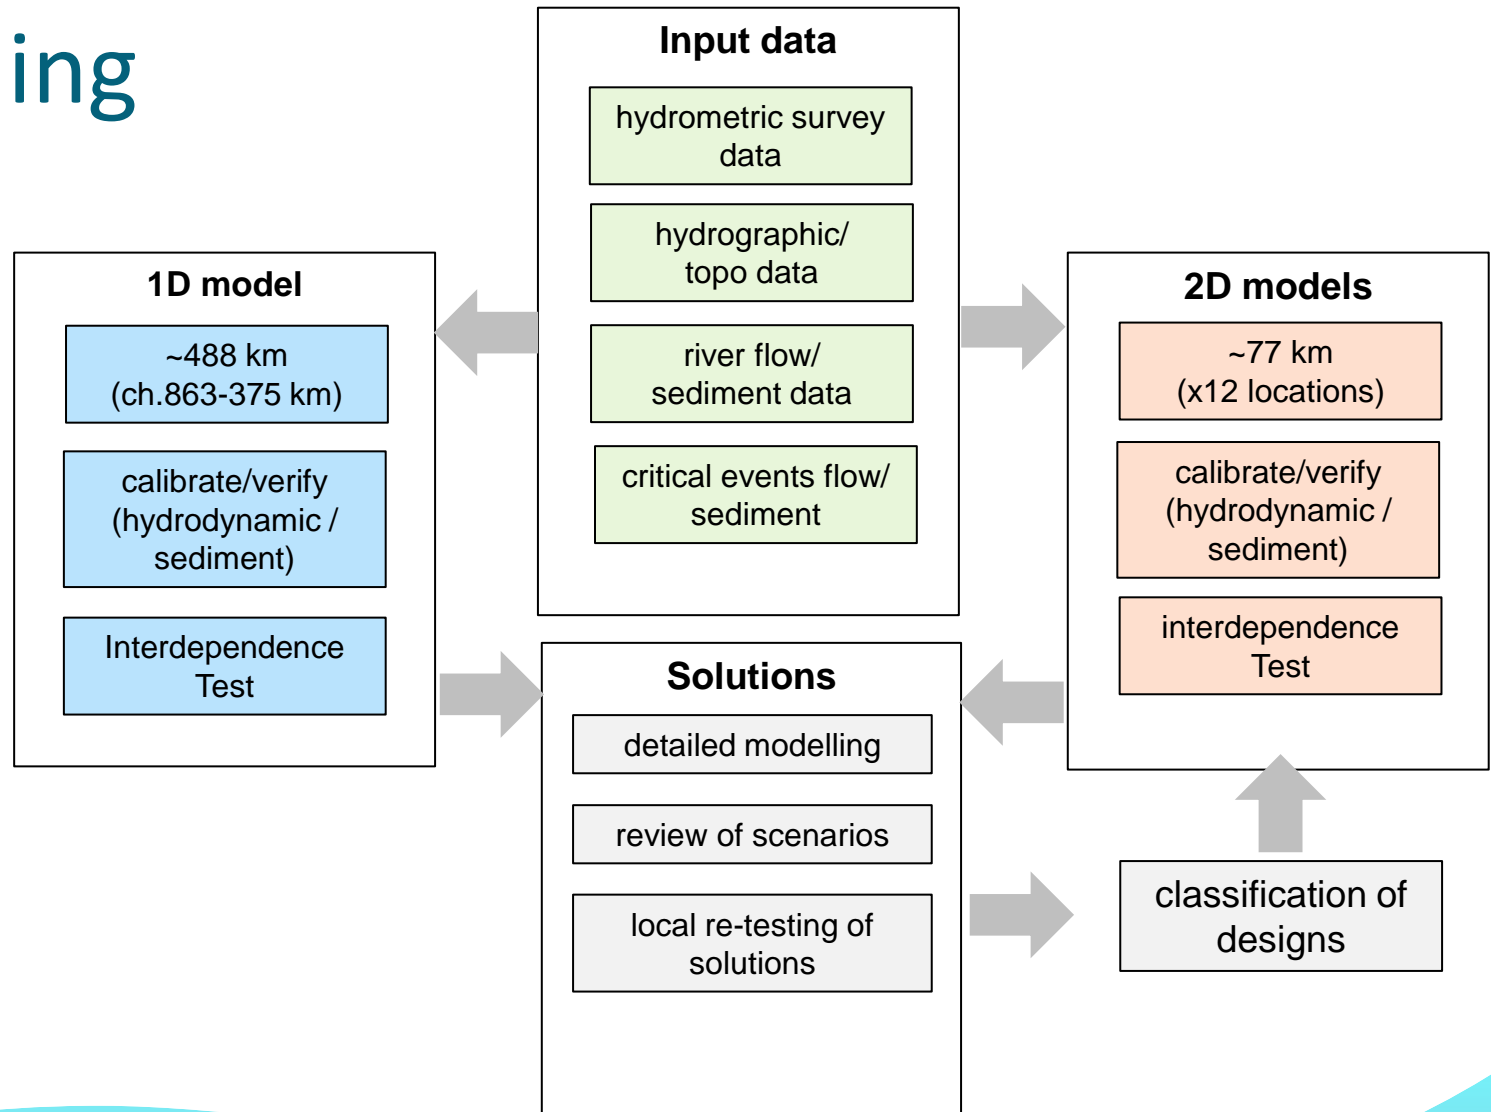 ing
Input data
hydrometric survey
data
hydrographic/
topo data
river flow/
sediment data
critical events flow/
sediment
1D model
~488 km
(ch.863-375 km)
calibrate/verify
(hydrodynamic /
sediment)
Interdependence
Test
2D models
~77 km
(x12 locations)
calibrate/verify
(hydrodynamic /
sediment)
interdependence
Test
Solutions
detailed modelling
review of scenarios
local re-testing of
solutions
classification of
designs